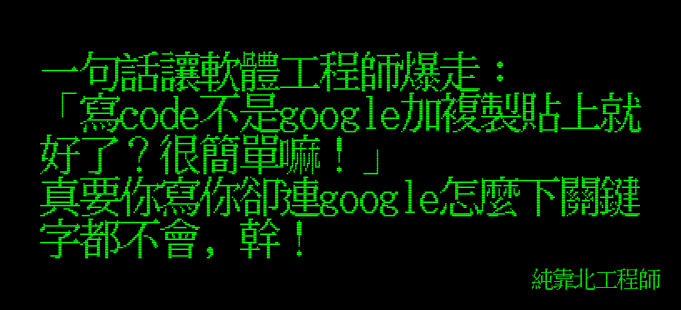 一句話讓軟體工程師爆走：
「寫code不是google加複製貼上就
好了？很簡單嘛！」
真要你寫你卻連google怎麼下關鍵
字都不會，幹！
純靠北工程師